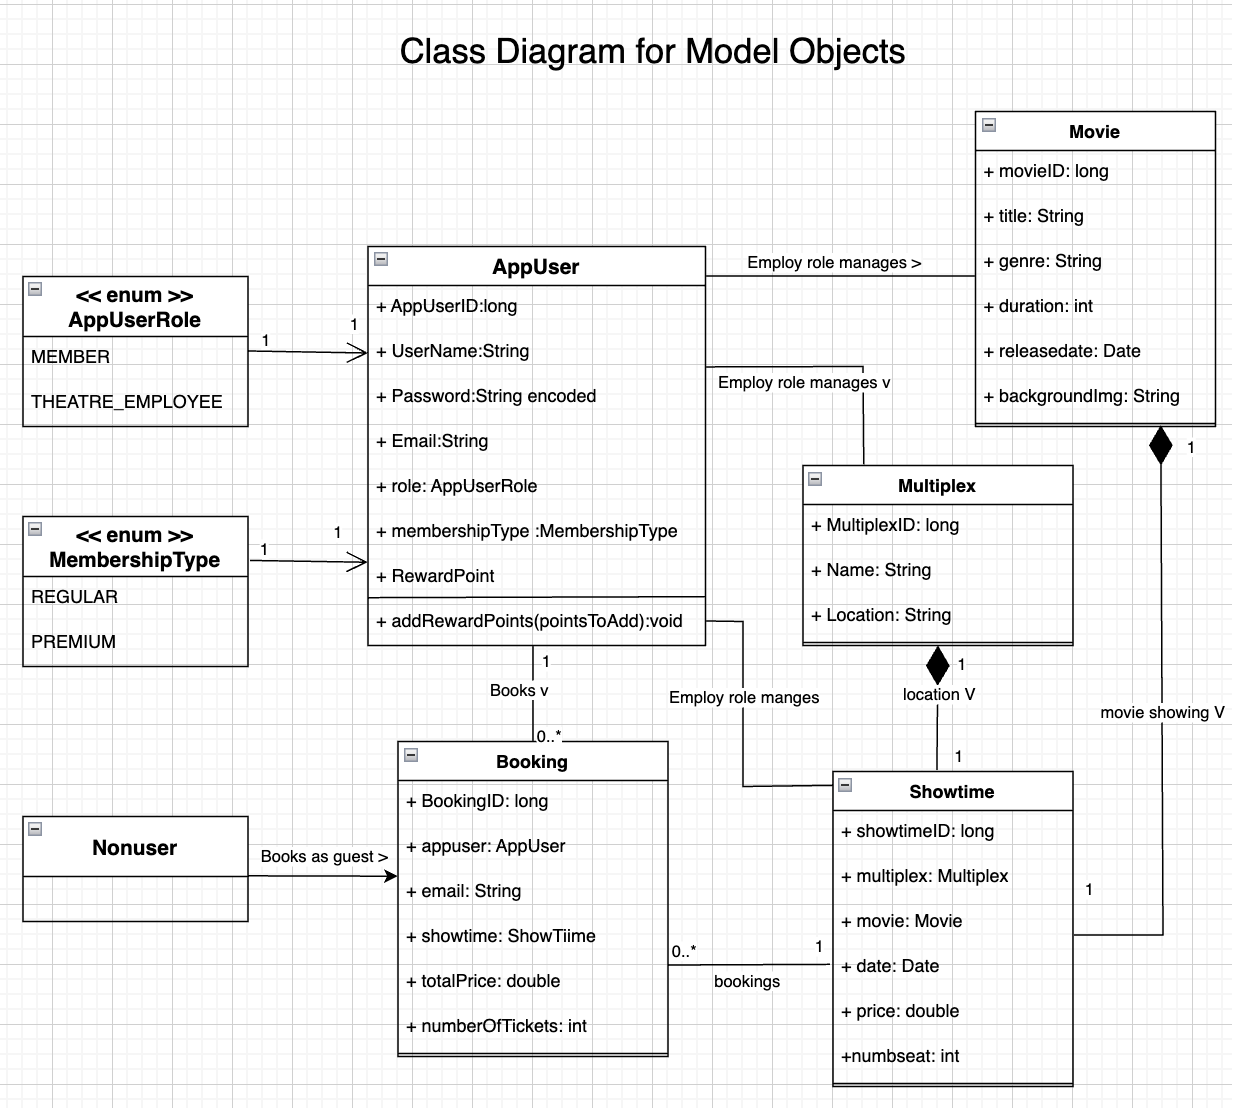 Class Diagram for Model Objects
Movie
+ movieID: long
+ title: String
+ genre: String
+ duration: int
+ releasedate: Date
+ backgroundImg: String
1
Employ role manages >
AppUser
+ AppUserID:long
+ UserName:String
+ Password:String encoded
+ Email:String
+ role: AppUserRole
+ membershipType :MembershipType
+ RewardPoint
+ addRewardPoints(pointsToAdd):void
<< enum >>
AppUserRole
MEMBER
THEATRE_EMPLOYEE
1
1
<< enum >>
MembershipType
REGULAR
PREMIUM
1
1
Employ role manages v
Multiplex
+ MultiplexID: long
+ Name: String
+ Location: String
1
location V
1
movie showing V
1
Employ role manges
1
Books v
0..*
Booking
+ BookingID: long
+ appuser: AppUser
+ email: String
+ showtime: ShowTiime
+ totalPrice: double
+ numberOfTickets: int
Nonuser
Books as guest >
0..*
1
bookings
Showtime
+ showtimeID: long
+ multiplex: Multiplex
+ movie: Movie
+ date: Date
+ price: double
+numbseat: int